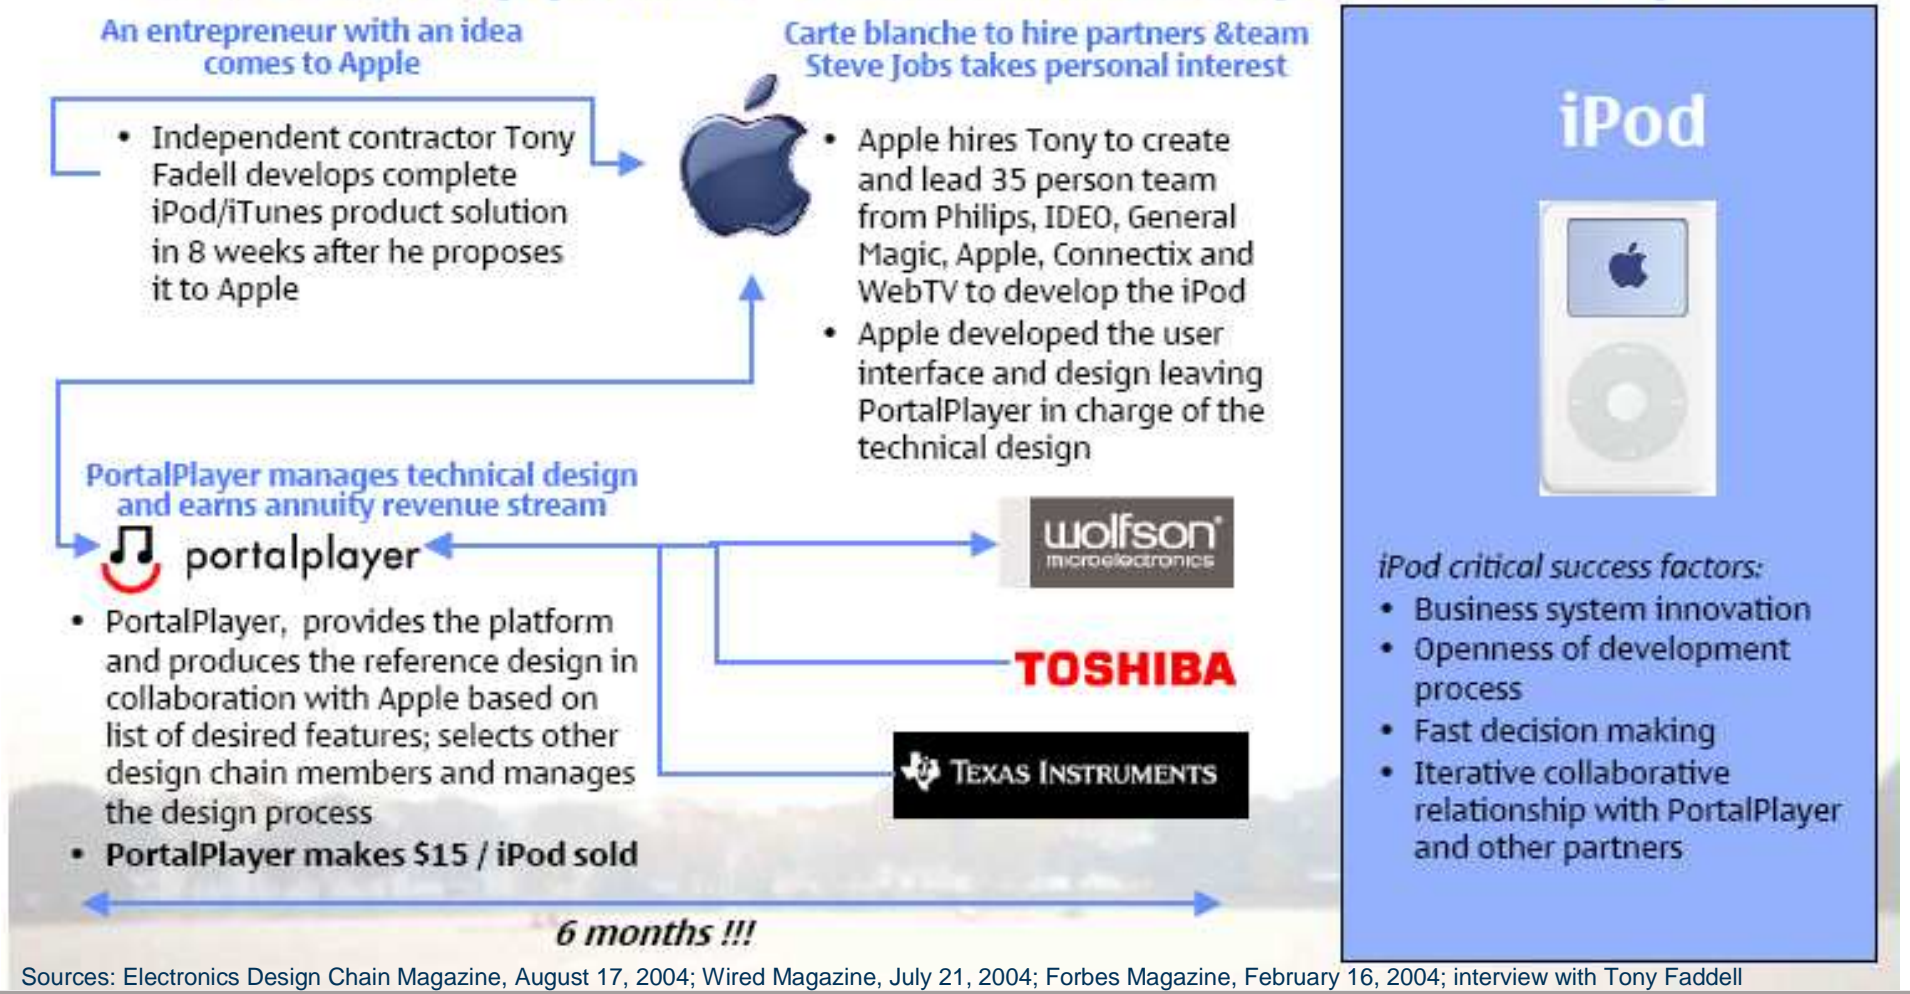 An entrepreneur with an idea
comes to Apple
• Independent contractor Tony
Fadell develops complete
iPod/iTunes product solution
in 8 weeks after he proposes
it to Apple
Carte blanche to hire partners &team
Steve Jobs takes personal interest
• Apple hires Tony to create
and lead 35 person team
from Philips, IDEO, General
Magic, Apple, Connectix and
WebTV to develop the iPod
• Apple developed the user
interface and design leaving
PortalPlayer in charge of the
technical design
PortalPlayer manages technical design
and earns annuity revenue stream
portalplayer
• PortalPlayer, provides the platform
and produces the reference design in
collaboration with Apple based on
list of desired features; selects other
design chain members and manages
the design process
• PortalPlayer makes $15 / iPod sold
wolfson
microelectronics
TOSHIBA
TEXAS INSTRUMENTS
6 months !!!
iPod
iPod critical success factors:
• Business system innovation
• Openness of development
process
• Fast decision making
• Iterative collaborative
relationship with PortalPlayer
and other partners
Sources: Electronics Design Chain Magazine, August 17, 2004; Wired Magazine, July 21, 2004; Forbes Magazine, February 16, 2004; interview with Tony Faddell